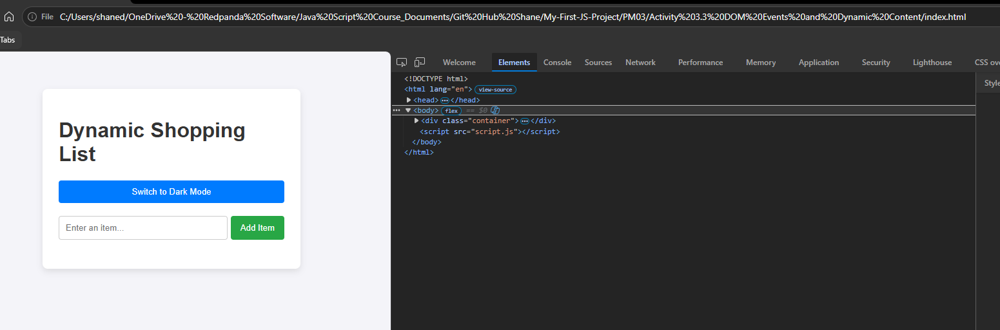 File C:/Users/shaned/OneDrive%20-%20Redpanda%20Software/Java%20Script%20Course_Documents/Git%20Hub%20Shane/My-First-JS-Project/PM03/Activity%203.3%20DOM%20Events%20and%20Dynamic%20Content/index.html
Tabs
Welcome Elements Console Sources Network Performance Memory Application Security Lighthouse CSS ov
Style
<!DOCTYPE html>
<html lang="en"> view-source
<head> ••• </head>
••• <body> flex == $0
<div class="container"> ••• </div>
<script src="script.js"></script>
</body>
</html>
Dynamic Shopping
List
Switch to Dark Mode
Enter an item... Add Item